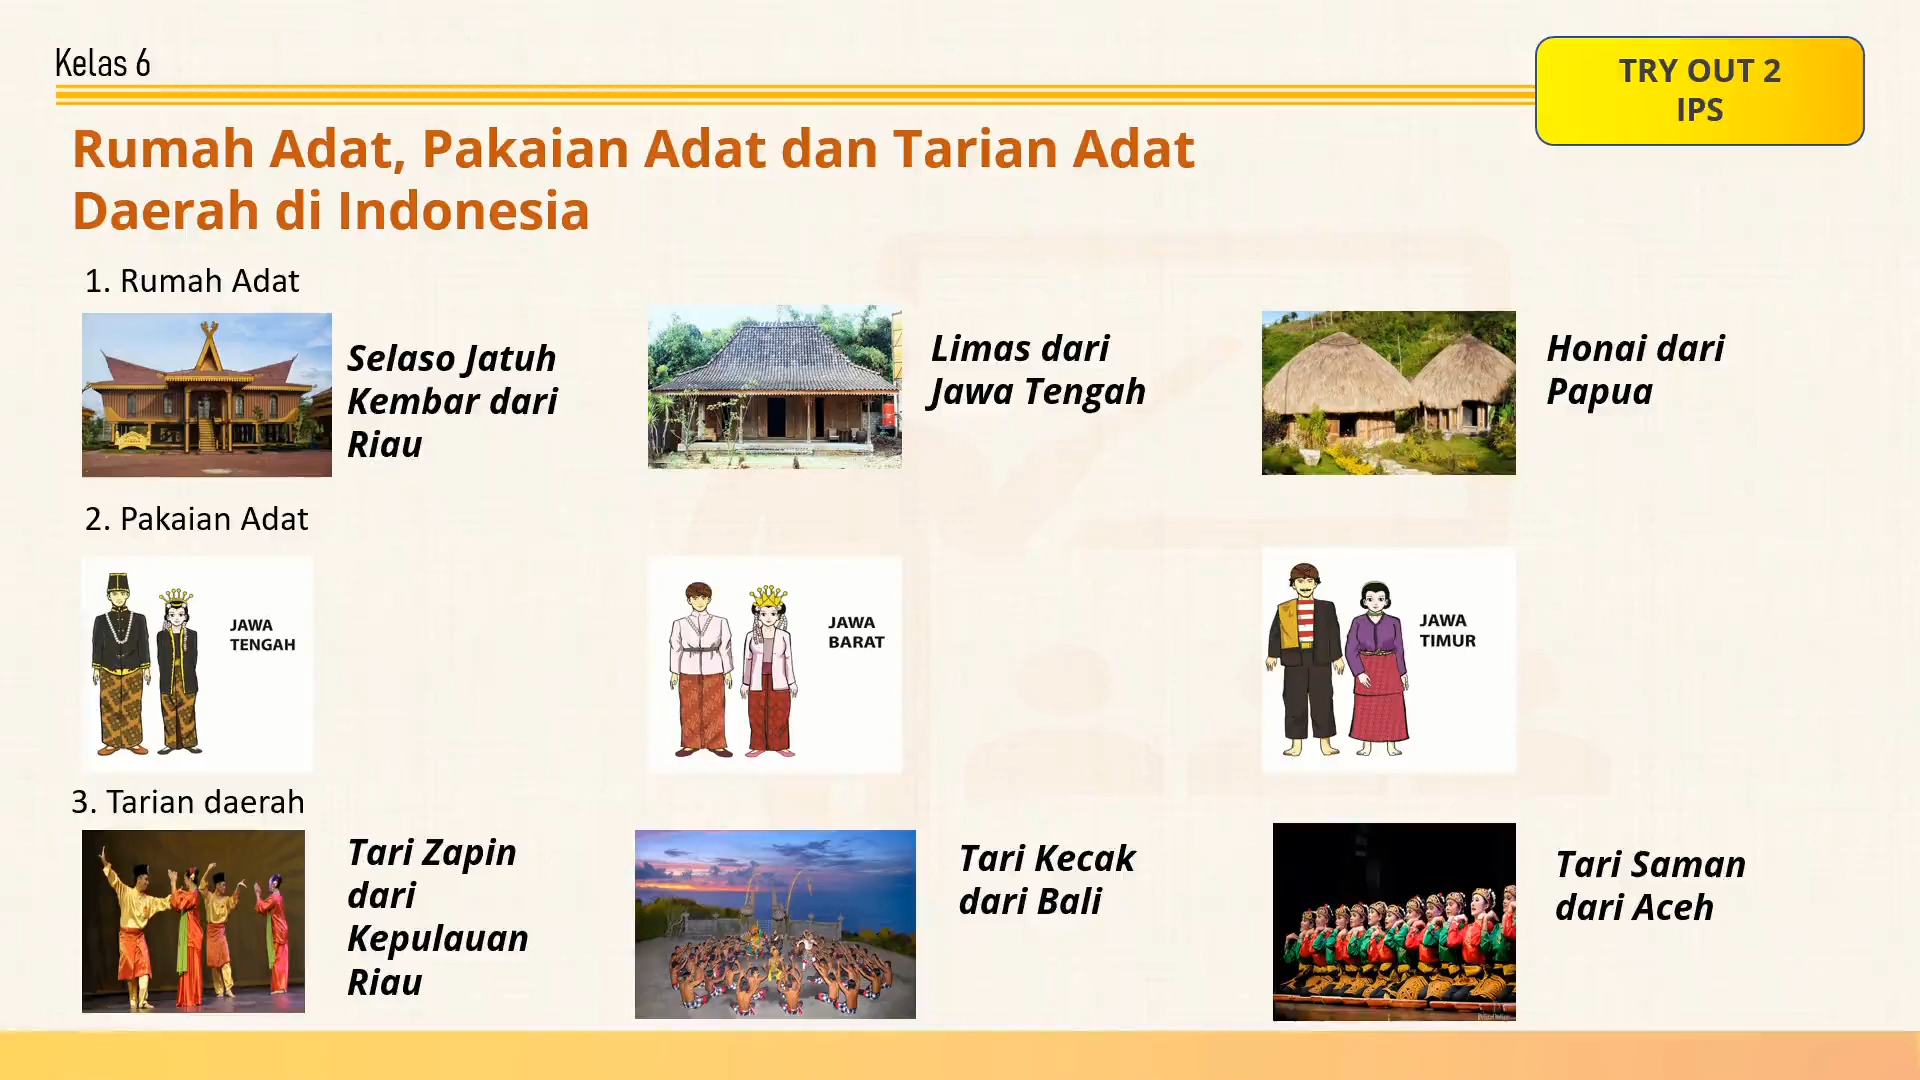 Kelas 6
TRY OUT 2
IPS
Rumah Adat, Pakaian Adat dan Tarian Adat
Daerah di Indonesia
1. Rumah Adat
Selaso Jatuh
Kembar dari
Riau
Limas dari
Jawa Tengah
Honai dari
Papua
2. Pakaian Adat
JAWA
TENGAH
JAWA
BARAT
JAWA
TIMUR
3. Tarian daerah
Tari Zapin
dari
Kepulauan
Riau
Tari Kecak
dari Bali
Tari Saman
dari Aceh